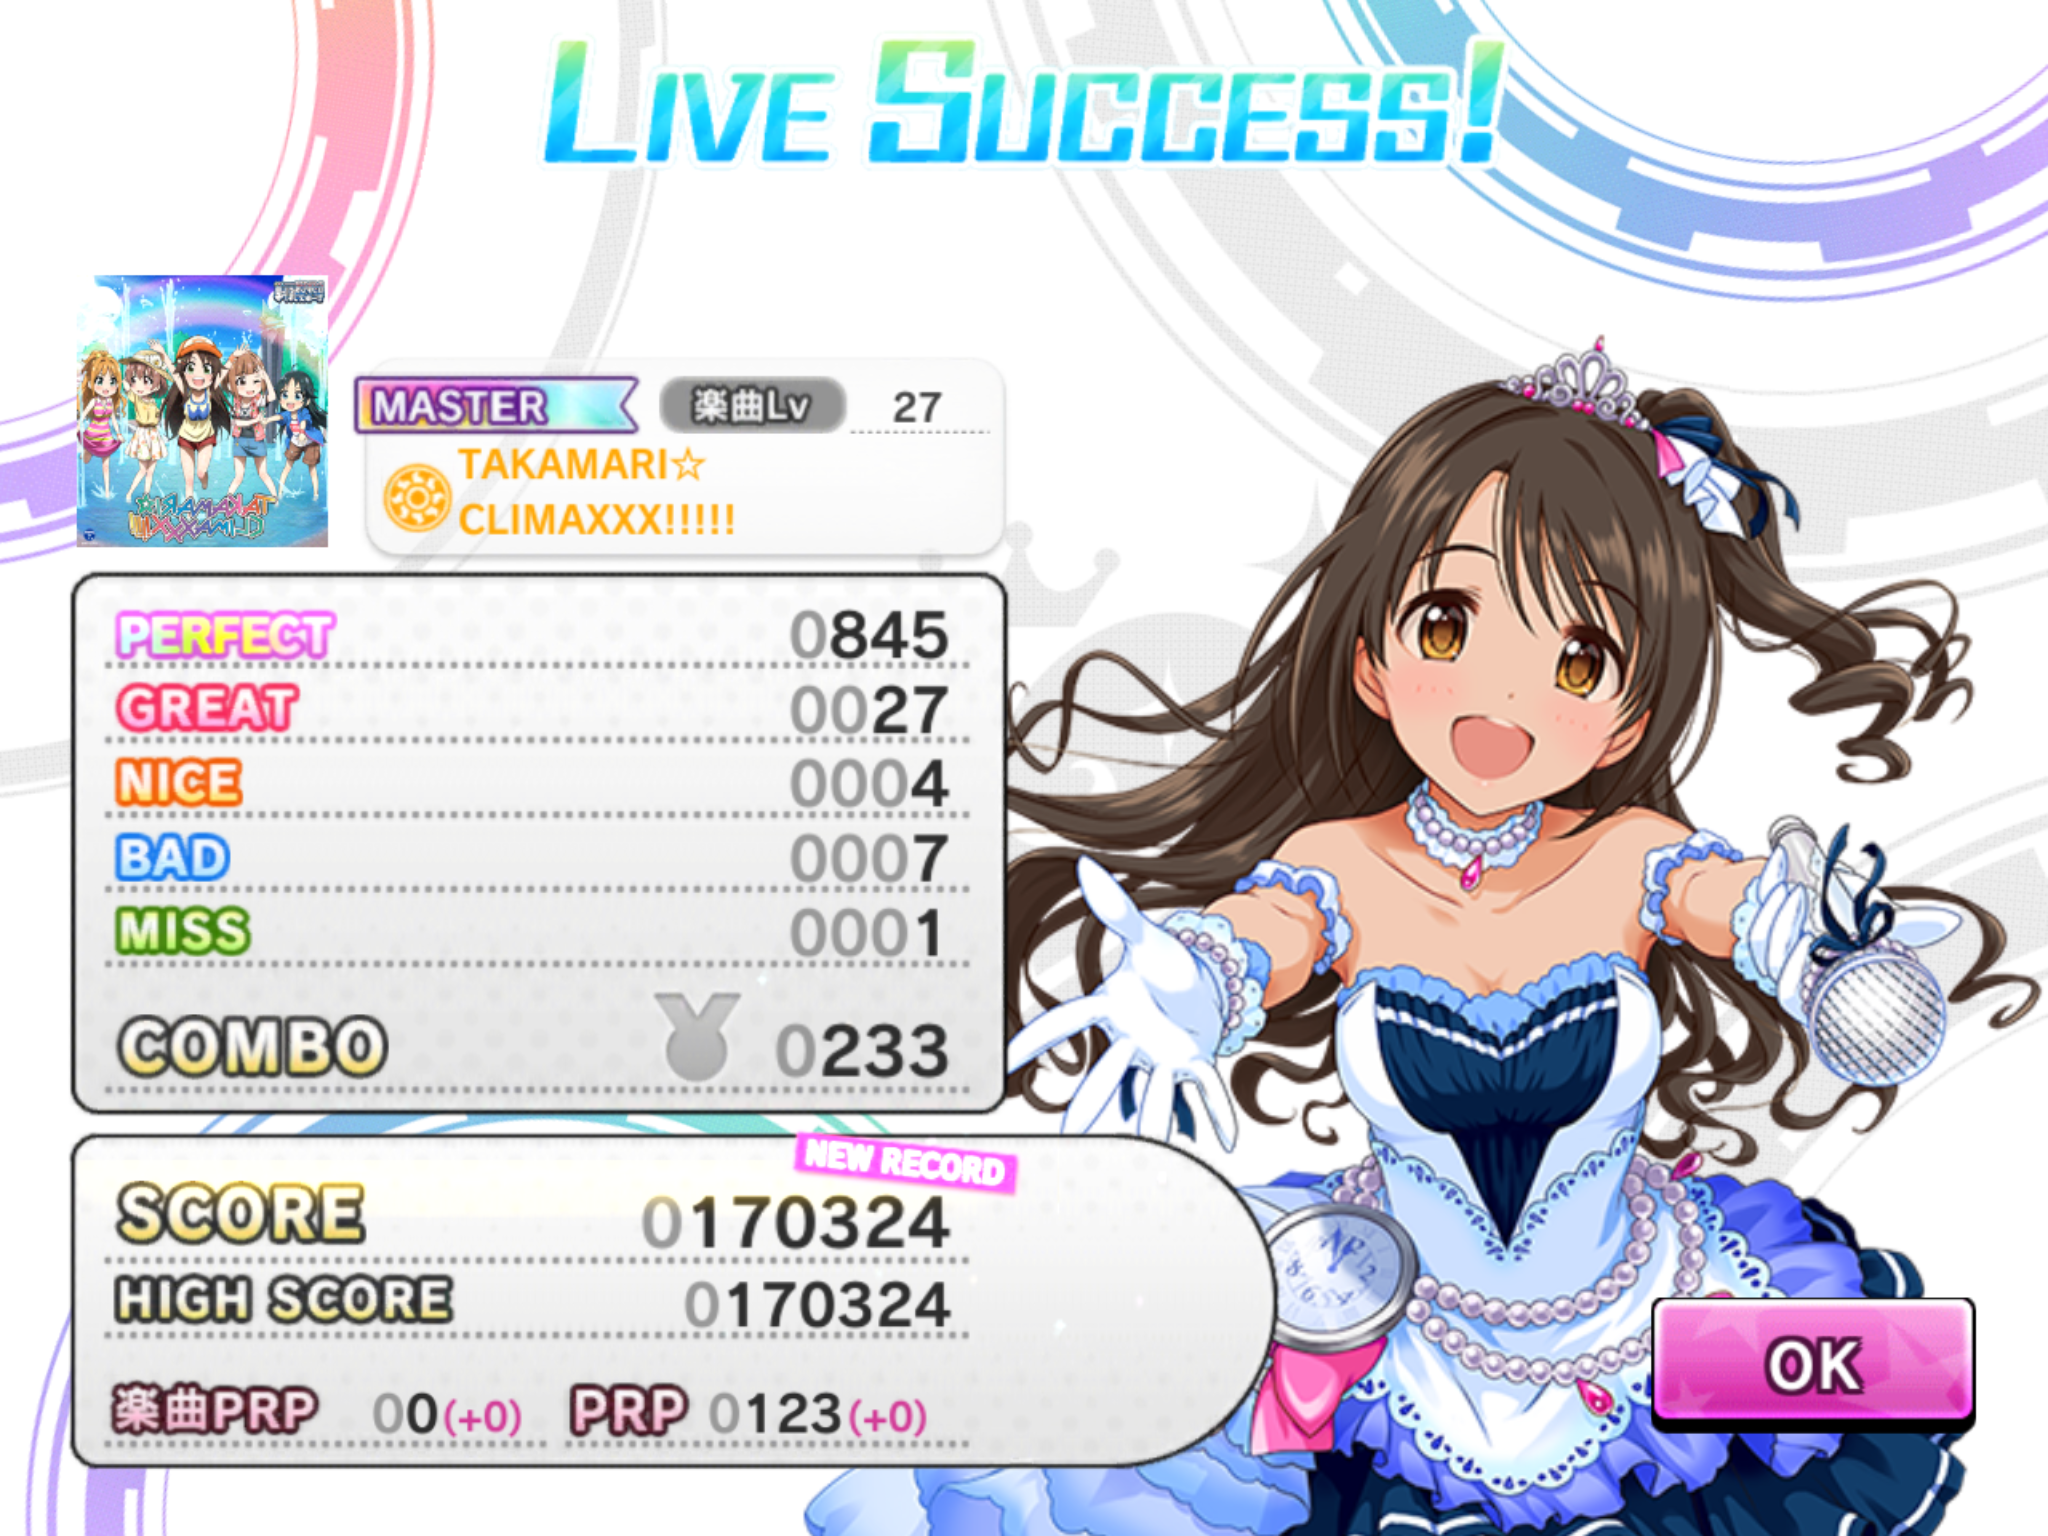 LIVE SUCCESS!
MASTER 楽曲Lv 27
TAKAMARI☆
CLIMAXXX!!!!!
PERFECT 0845
GREAT 0027
NICE 0004
BAD 0007
MISS 0001
COMBO 0233
NEW RECORD
SCORE 0170324
HIGH SCORE 0170324
楽曲PRP 00(+0) PRP 0123(+0)
OK